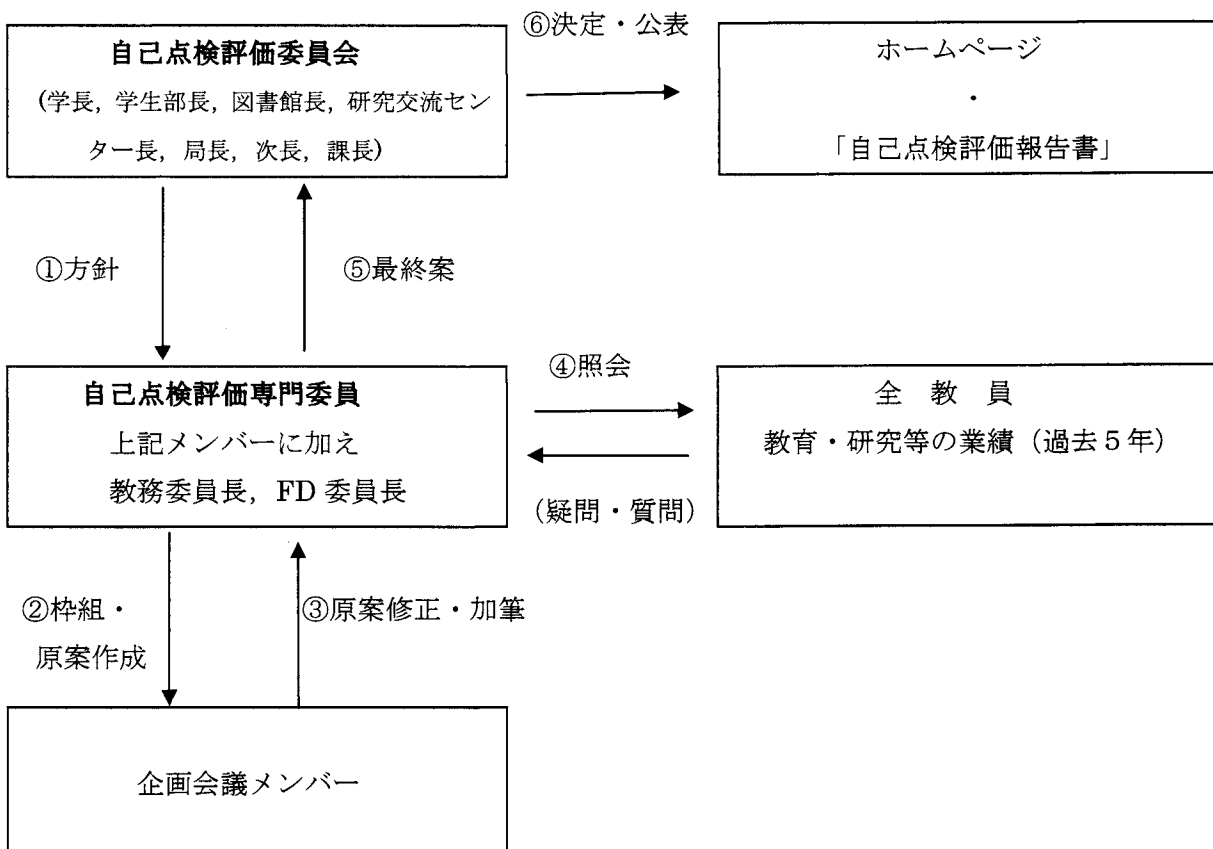 ⑥決定・公表
自己点検評価委員会
(学長，学生部長，図書館長，研究交流セン
ター長，局長，次長，課長)
ホームページ
・
「自己点検評価報告書」
①方針
⑤最終案
自己点検評価専門委員
上記メンバーに加え
教務委員長，FD 委員長
④照会
(疑問・質問)
全　教　員
教育・研究等の業績（過去５年）
②枠組・
原案作成
③原案修正・加筆
企画会議メンバー